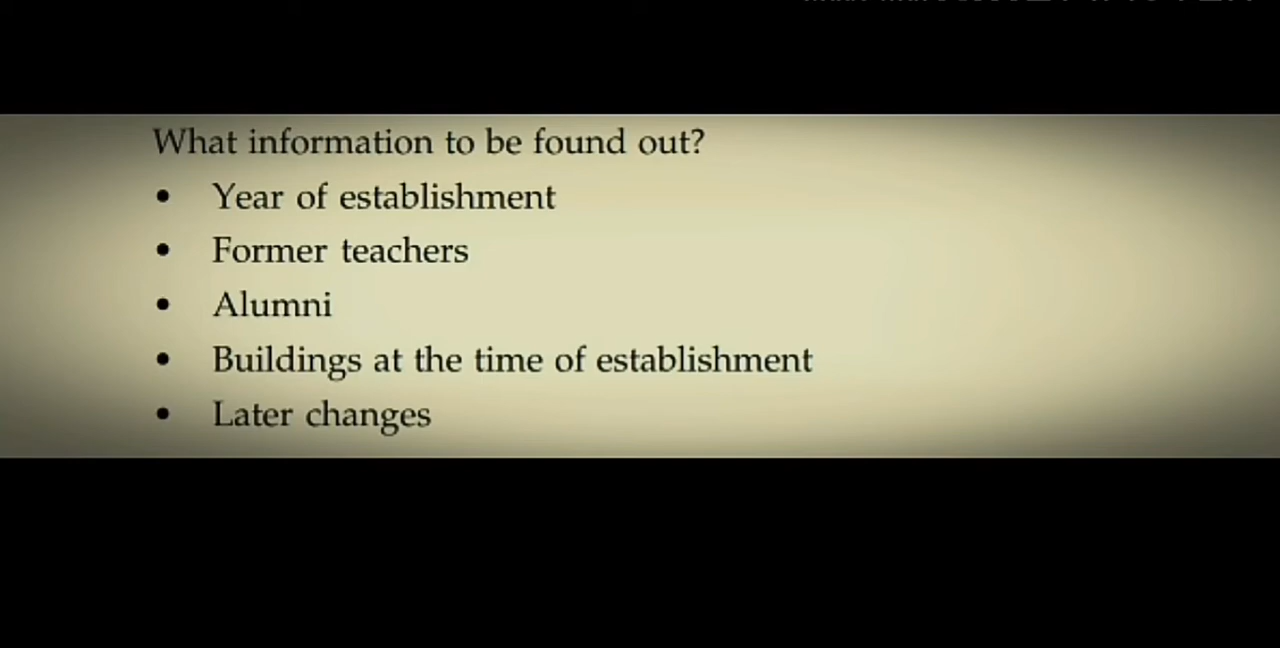 What information to be found out?
• Year of establishment
• Former teachers
• Alumni
• Buildings at the time of establishment
• Later changes